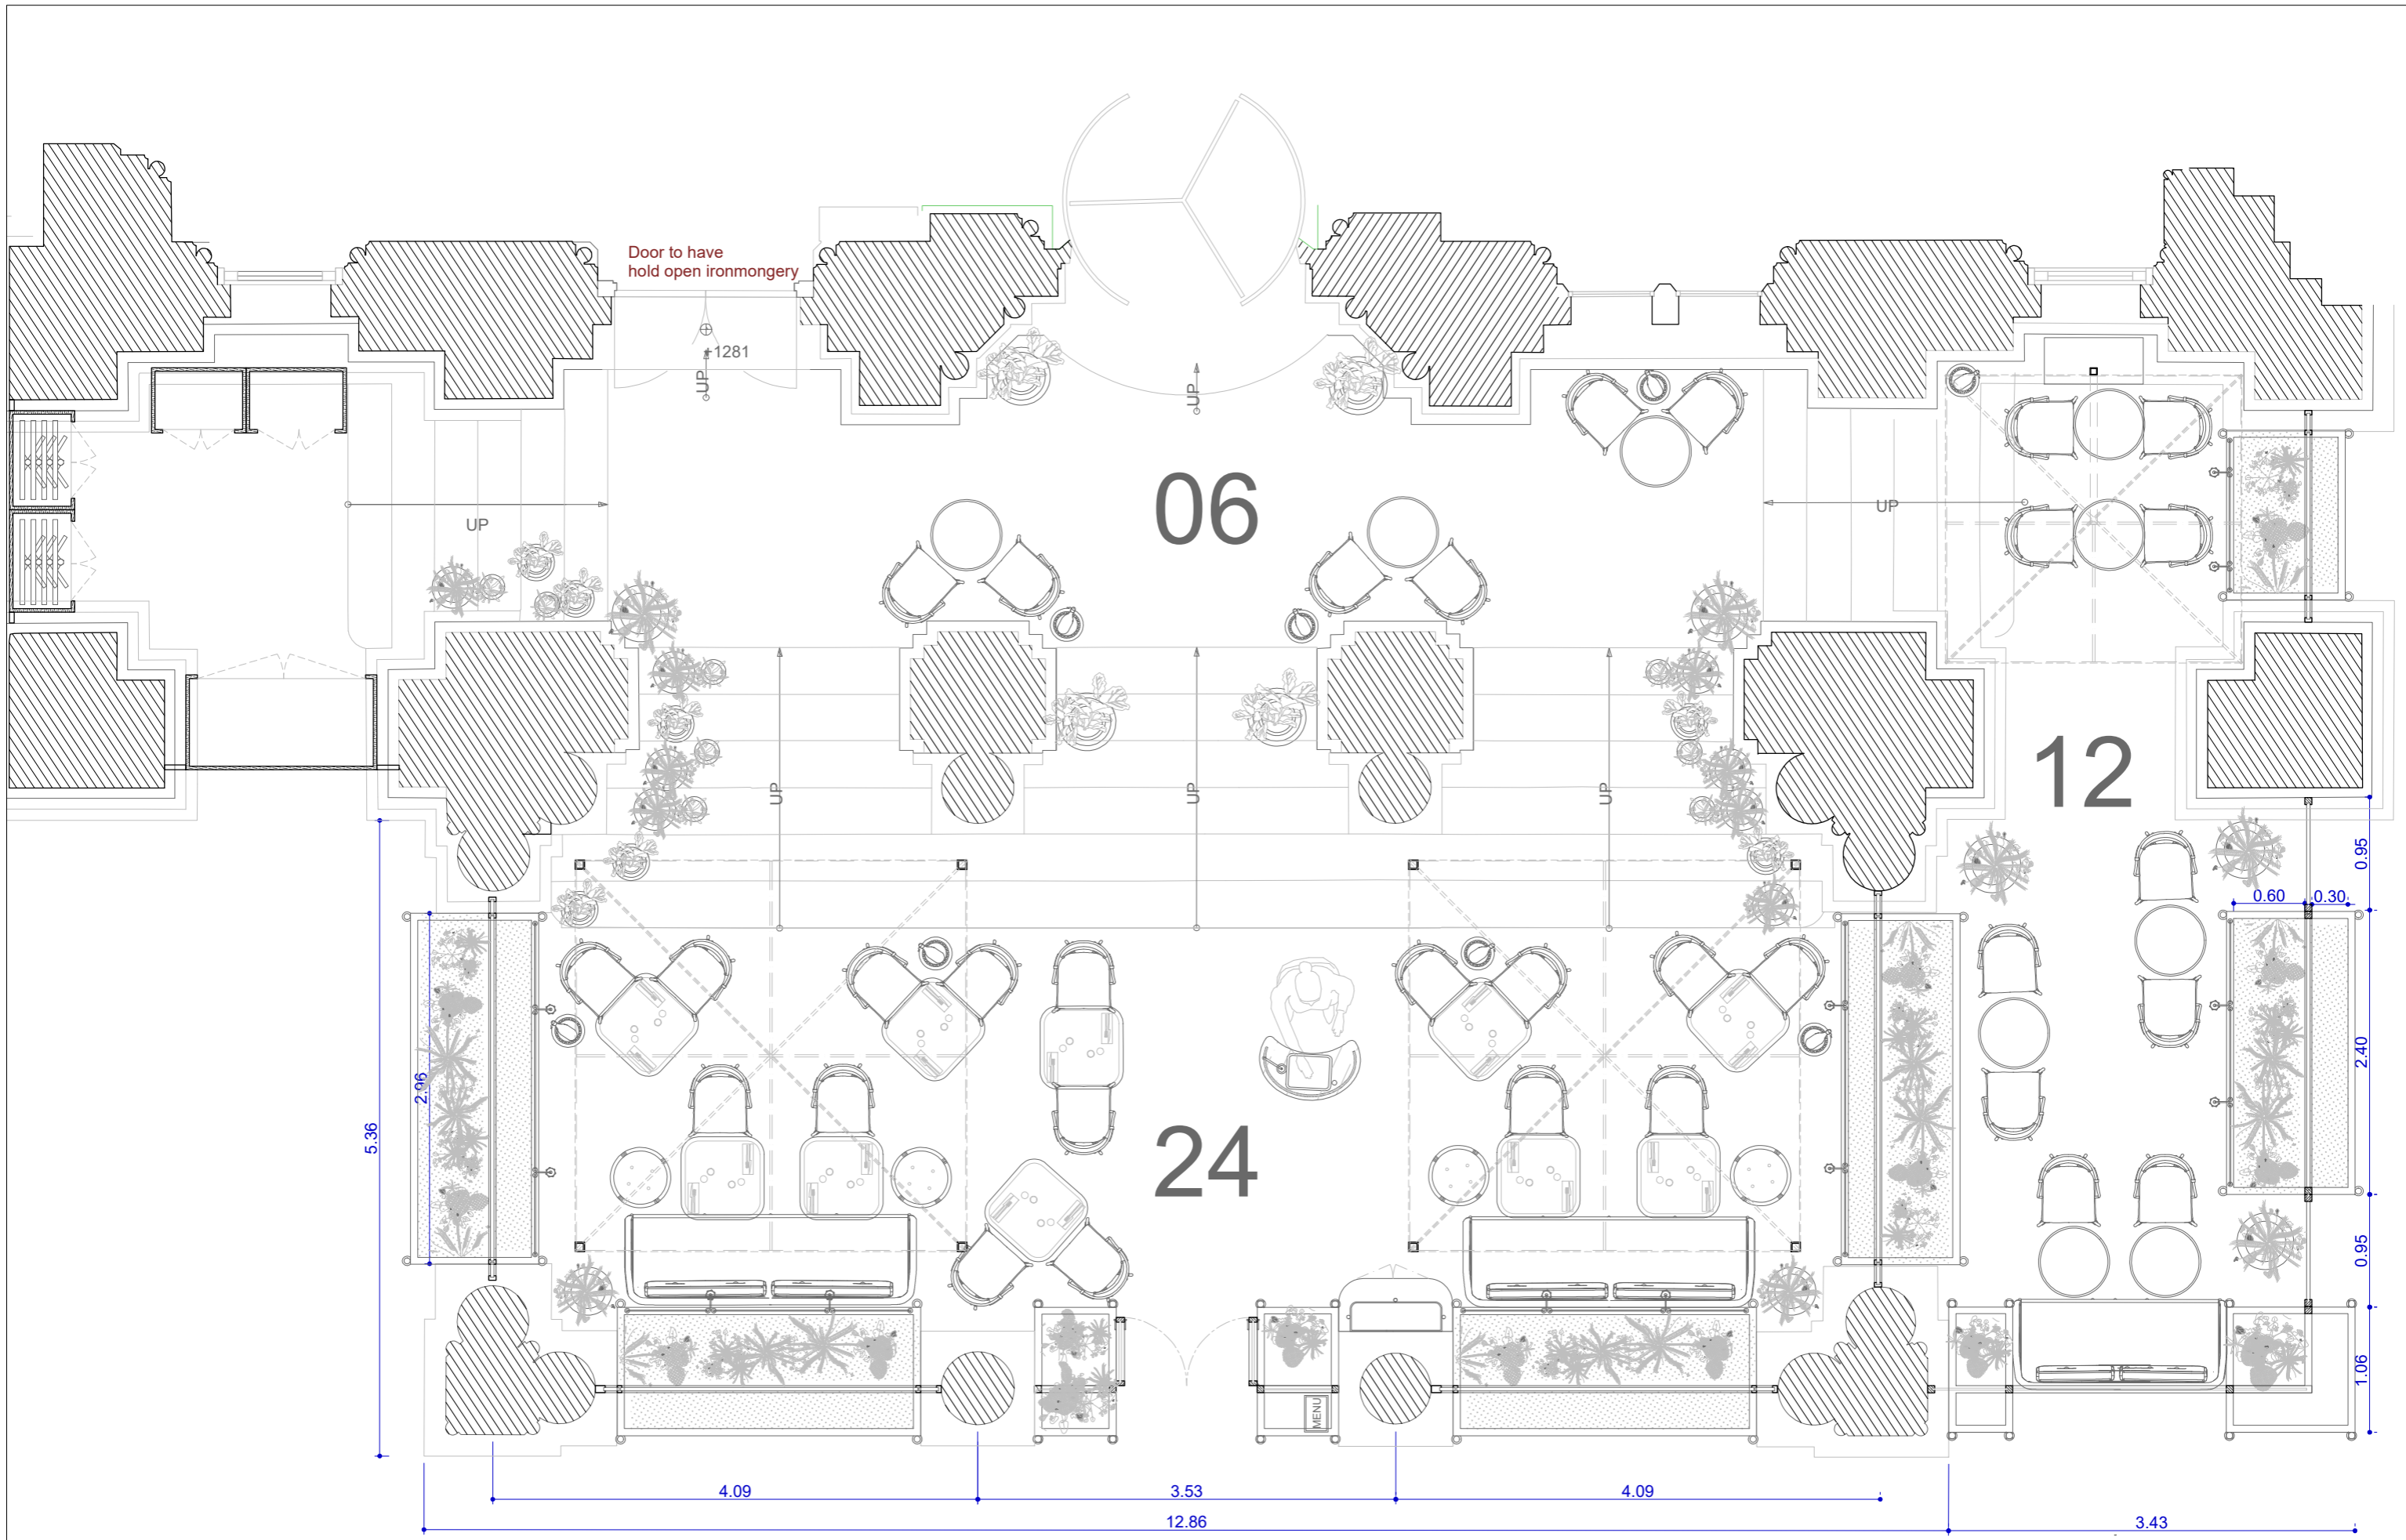 Door to have
hold open ironmongery
+1281
UP
UP
06
UP
UP
12
UP
UP
UP
0.95
0.60
0.30
2.96
5.36
2.40
24
0.95
1.06
MENU
4.09
3.53
4.09
12.86
3.43